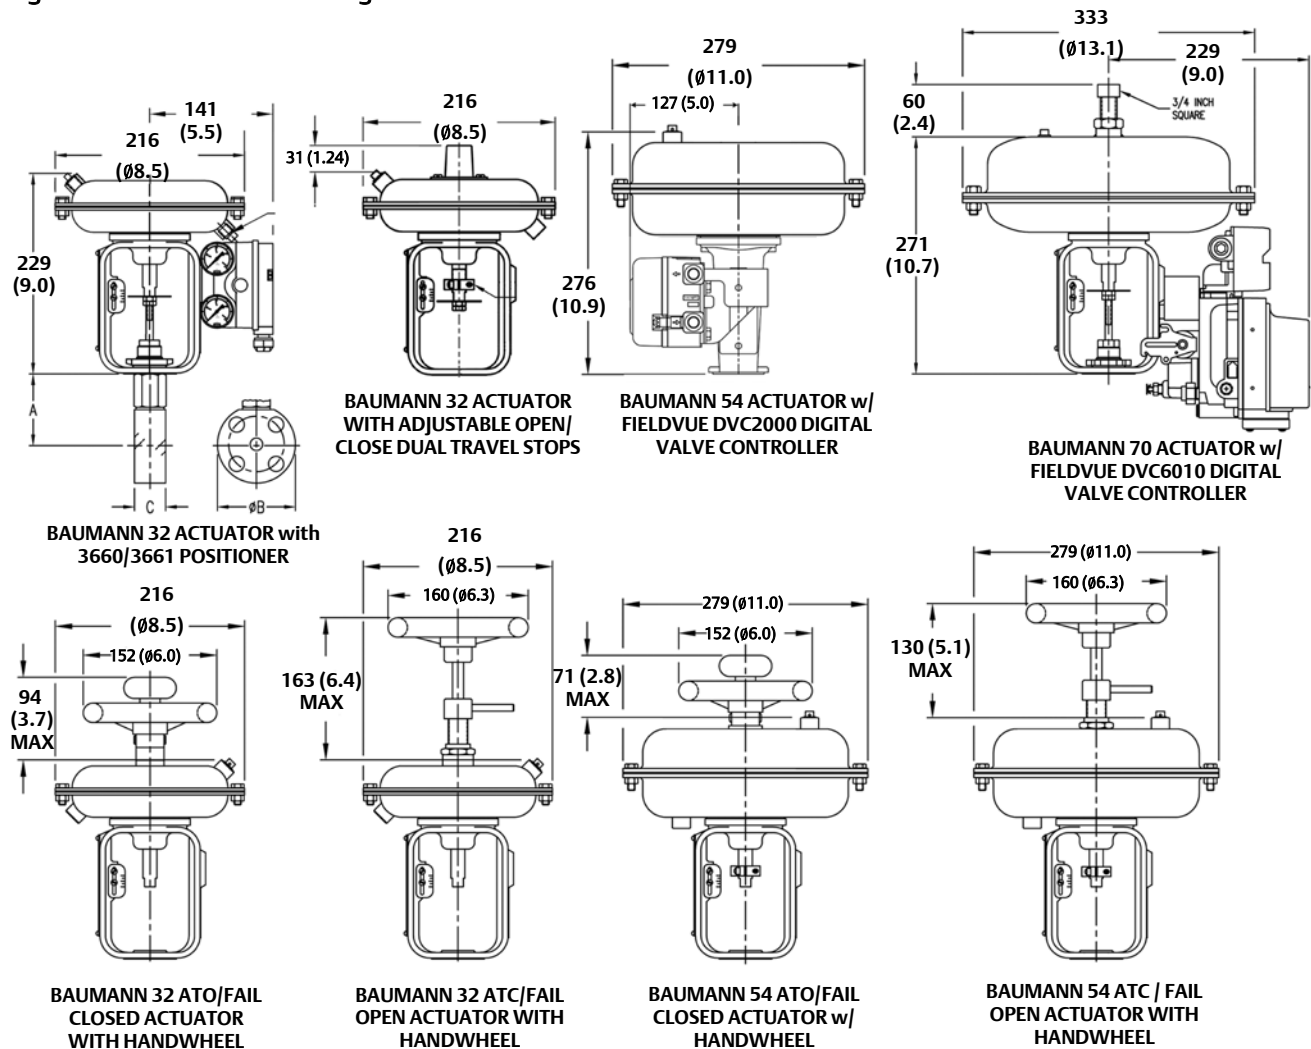 141
(5.5)
216
(Ø8.5)
229
(9.0)
A
C
ØB
BAUMANN 32 ACTUATOR with
3660/3661 POSITIONER
216
(Ø8.5)
31 (1.24)
BAUMANN 32 ACTUATOR
WITH ADJUSTABLE OPEN/
CLOSE DUAL TRAVEL STOPS
279
(Ø11.0)
127 (5.0)
276
(10.9)
BAUMANN 54 ACTUATOR w/
FIELDVUE DVC2000 DIGITAL
VALVE CONTROLLER
333
(Ø13.1)
229
(9.0)
60
(2.4)
3/4 INCH
SQUARE
271
(10.7)
BAUMANN 70 ACTUATOR w/
FIELDVUE DVC6010 DIGITAL
VALVE CONTROLLER
216
(Ø8.5)
152 (Ø6.0)
94
(3.7)
MAX
BAUMANN 32 ATO/FAIL
CLOSED ACTUATOR
WITH HANDWHEEL
216
(Ø8.5)
160 (Ø6.3)
163 (6.4)
MAX
BAUMANN 32 ATC/FAIL
OPEN ACTUATOR WITH
HANDWHEEL
279 (Ø11.0)
152 (Ø6.0)
71 (2.8)
MAX
BAUMANN 54 ATO/FAIL
CLOSED ACTUATOR w/
HANDWHEEL
279 (Ø11.0)
160 (Ø6.3)
130 (5.1)
MAX
BAUMANN 54 ATC / FAIL
OPEN ACTUATOR WITH
HANDWHEEL